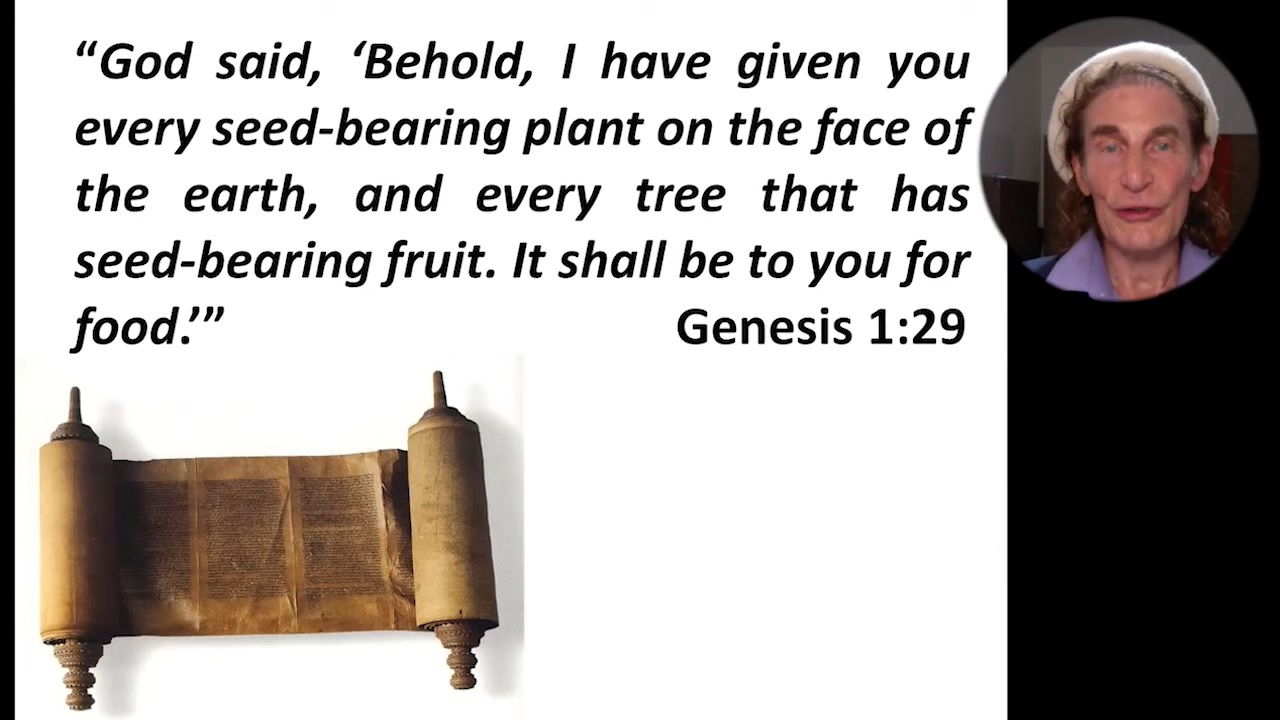 “God said, ‘Behold, I have given you
every seed-bearing plant on the face of
the earth, and every tree that has
seed-bearing fruit. It shall be to you for
food.’” Genesis 1:29